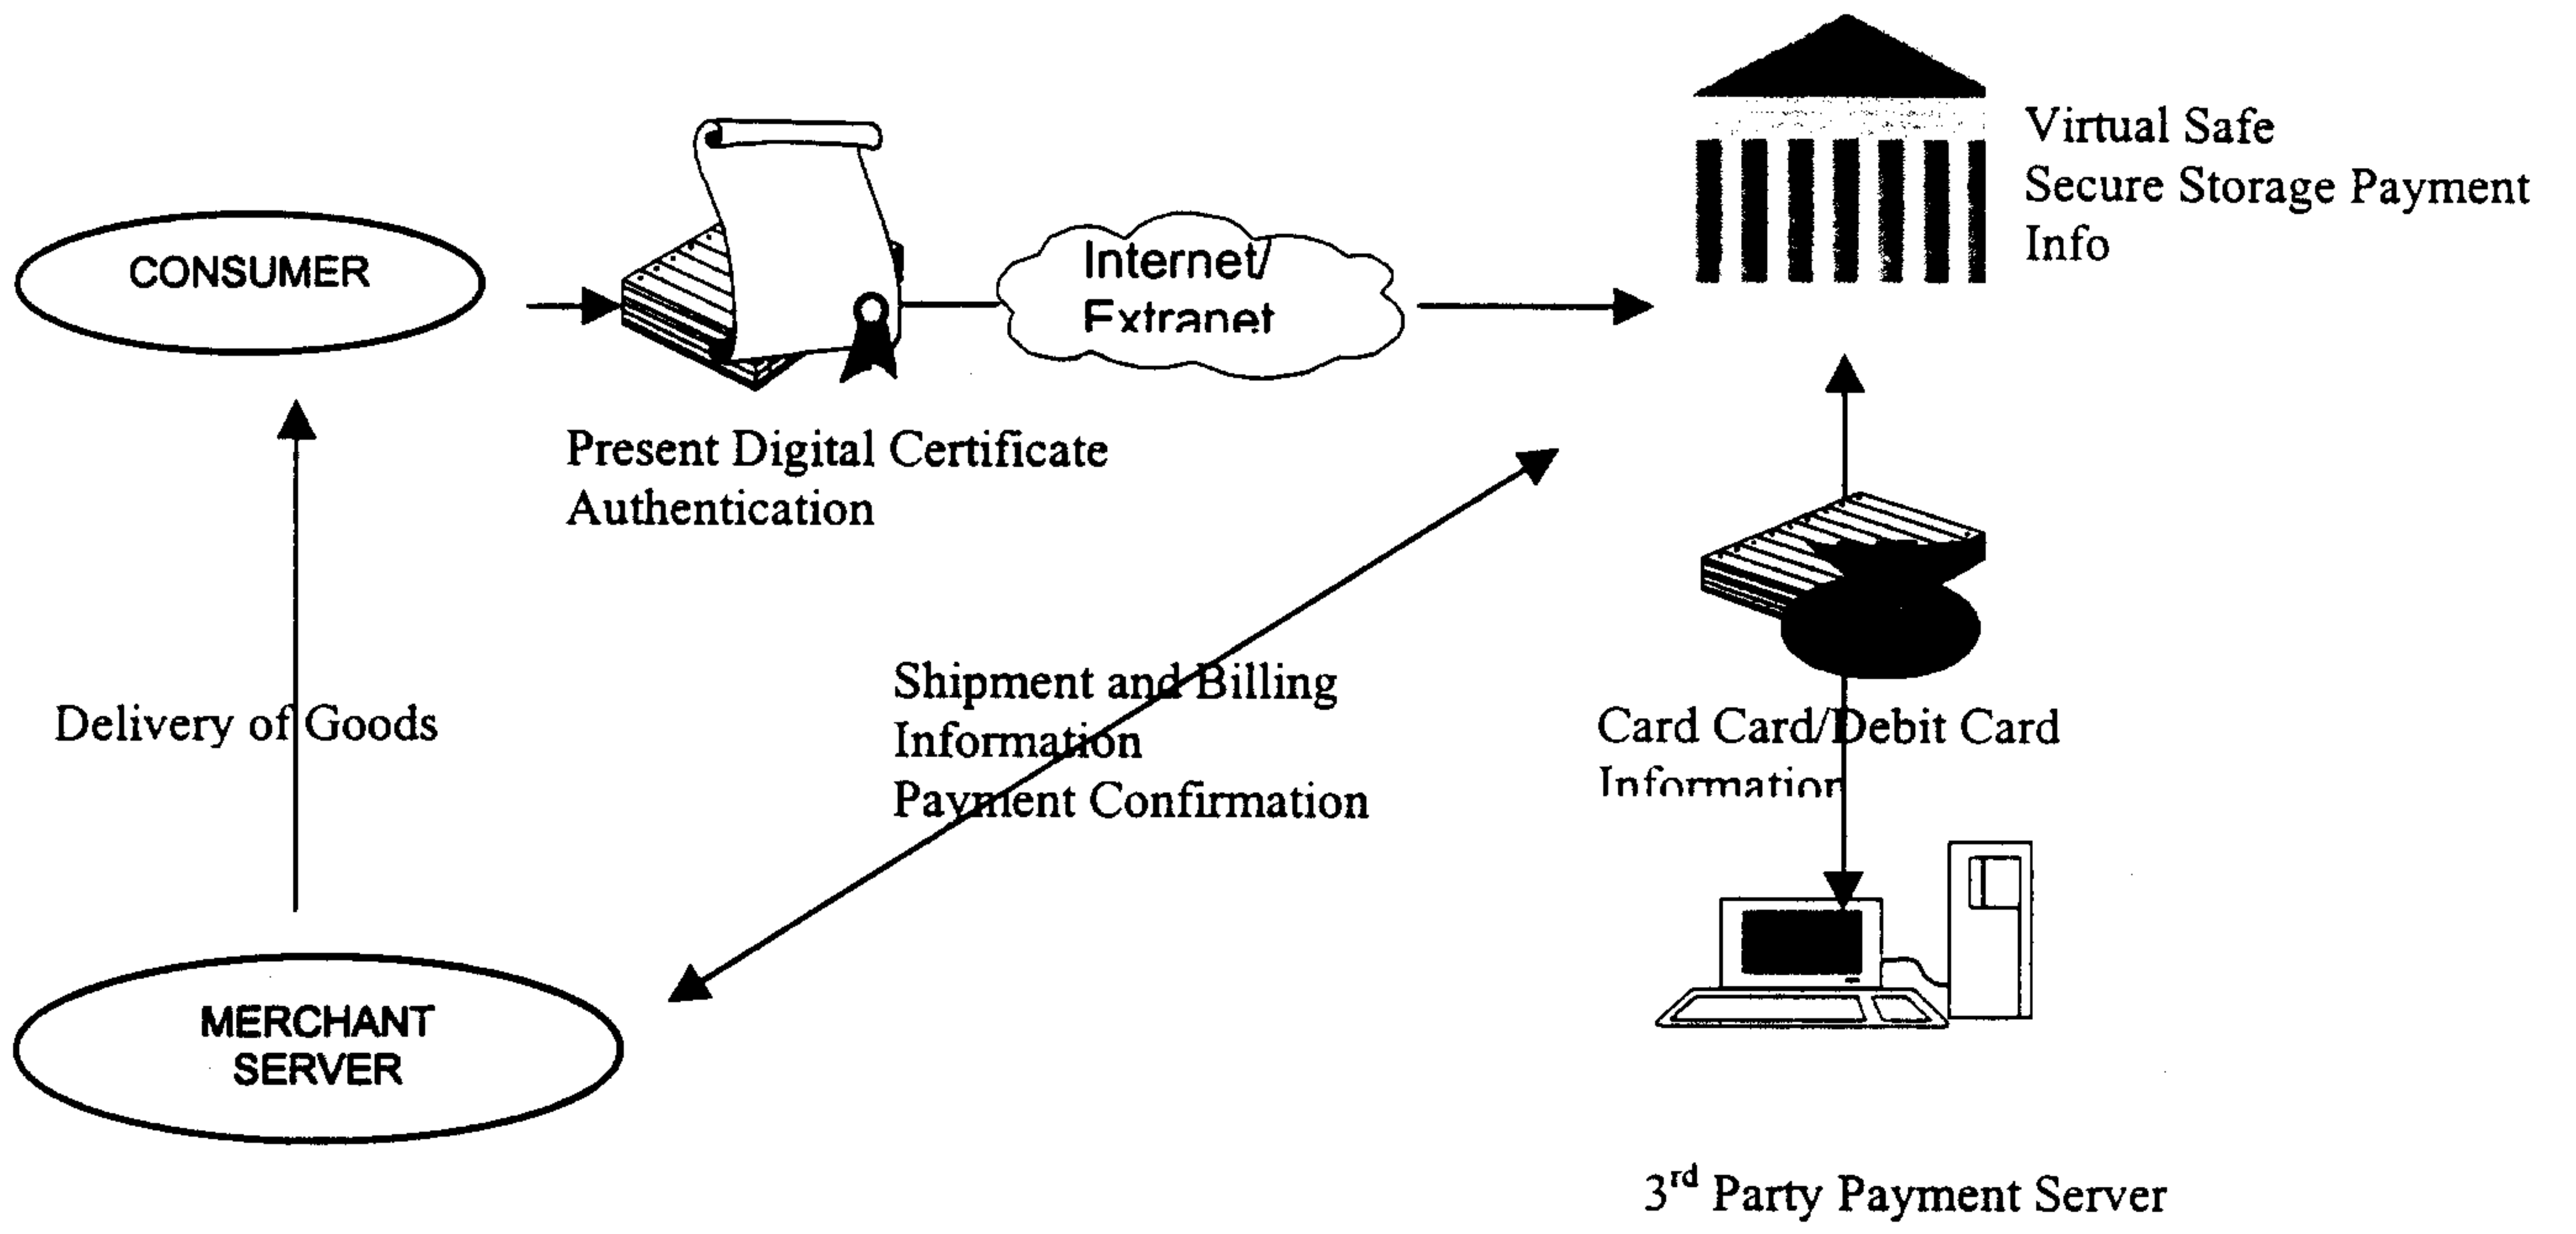 Virtual Safe
Secure Storage Payment
Info
CONSUMER
Internet/
Extranet
Present Digital Certificate
Authentication
Shipment and Billing
Information
Payment Confirmation
Delivery of Goods
Card Card/Debit Card
Information
MERCHANT
SERVER
3rd Party Payment Server